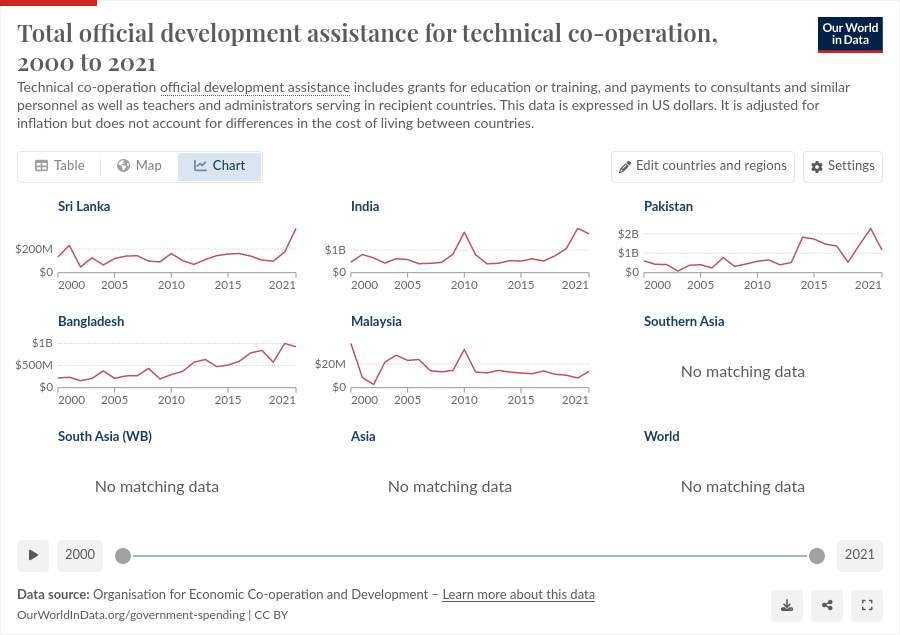 Total official development assistance for technical co-operation,
2000 to 2021
Our World
in Data
Technical co-operation official development assistance includes grants for education or training, and payments to consultants and similar
personnel as well as teachers and administrators serving in recipient countries. This data is expressed in US dollars. It is adjusted for
inflation but does not account for differences in the cost of living between countries.
Table Map Chart Edit countries and regions Settings
Sri Lanka India Pakistan
$200M
$0
2000 2005 2010 2015 2021
$1B
$0
2000 2005 2010 2015 2021
$2B
$1B
$0
2000 2005 2010 2015 2021
Bangladesh Malaysia Southern Asia
$1B
$500M
$0
2000 2005 2010 2015 2021
$20M
$0
2000 2005 2010 2015 2021
No matching data
South Asia (WB) Asia World
No matching data No matching data No matching data
2000 2021
Data source: Organisation for Economic Co-operation and Development – Learn more about this data
OurWorldInData.org/government-spending | CC BY